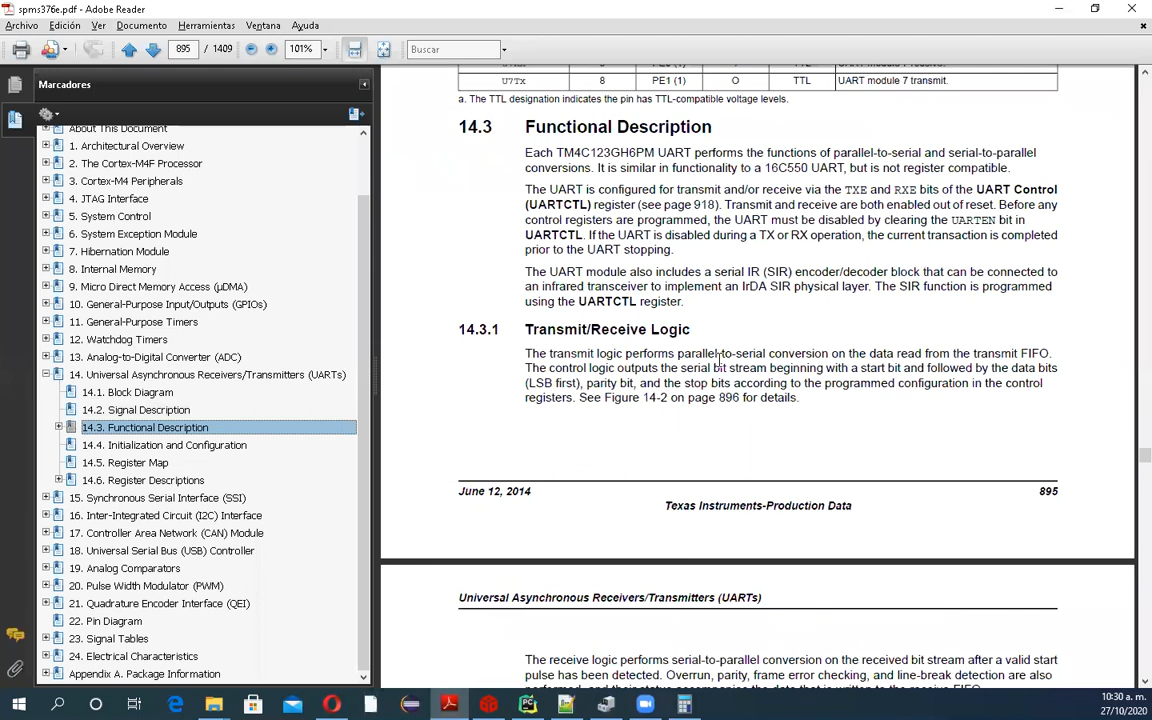 spms376e.pdf - Adobe Reader
Archivo Edición Ver Documento Herramientas Ventana Ayuda
895 / 1409 101% Buscar
Marcadores
About This Document
1. Architectural Overview
2. The Cortex-M4F Processor
3. Cortex-M4 Peripherals
4. JTAG Interface
5. System Control
6. System Exception Module
7. Hibernation Module
8. Internal Memory
9. Micro Direct Memory Access (μDMA)
10. General-Purpose Input/Outputs (GPIOs)
11. General-Purpose Timers
12. Watchdog Timers
13. Analog-to-Digital Converter (ADC)
14. Universal Asynchronous Receivers/Transmitters (UARTs)
14.1. Block Diagram
14.2. Signal Description
14.3. Functional Description
14.4. Initialization and Configuration
14.5. Register Map
14.6. Register Descriptions
15. Synchronous Serial Interface (SSI)
16. Inter-Integrated Circuit (I2C) Interface
17. Controller Area Network (CAN) Module
18. Universal Serial Bus (USB) Controller
19. Analog Comparators
20. Pulse Width Modulator (PWM)
21. Quadrature Encoder Interface (QEI)
22. Pin Diagram
23. Signal Tables
24. Electrical Characteristics
Appendix A. Package Information
U7Tx 8 PE1 (1) O TTL UART module 7 transmit.
a. The TTL designation indicates the pin has TTL-compatible voltage levels.
14.3 Functional Description
Each TM4C123GH6PM UART performs the functions of parallel-to-serial and serial-to-parallel
conversions. It is similar in functionality to a 16C550 UART, but is not register compatible.
The UART is configured for transmit and/or receive via the TXE and RXE bits of the UART Control
(UARTCTL) register (see page 918). Transmit and receive are both enabled out of reset. Before any
control registers are programmed, the UART must be disabled by clearing the UARTEN bit in
UARTCTL. If the UART is disabled during a TX or RX operation, the current transaction is completed
prior to the UART stopping.
The UART module also includes a serial IR (SIR) encoder/decoder block that can be connected to
an infrared transceiver to implement an IrDA SIR physical layer. The SIR function is programmed
using the UARTCTL register.
14.3.1 Transmit/Receive Logic
The transmit logic performs parallel-to-serial conversion on the data read from the transmit FIFO.
The control logic outputs the serial bit stream beginning with a start bit and followed by the data bits
(LSB first), parity bit, and the stop bits according to the programmed configuration in the control
registers. See Figure 14-2 on page 896 for details.
June 12, 2014 895
Texas Instruments-Production Data
Universal Asynchronous Receivers/Transmitters (UARTs)
The receive logic performs serial-to-parallel conversion on the received bit stream after a valid start
pulse has been detected. Overrun, parity, frame error checking, and line-break detection are also
10:30 a. m.
27/10/2020